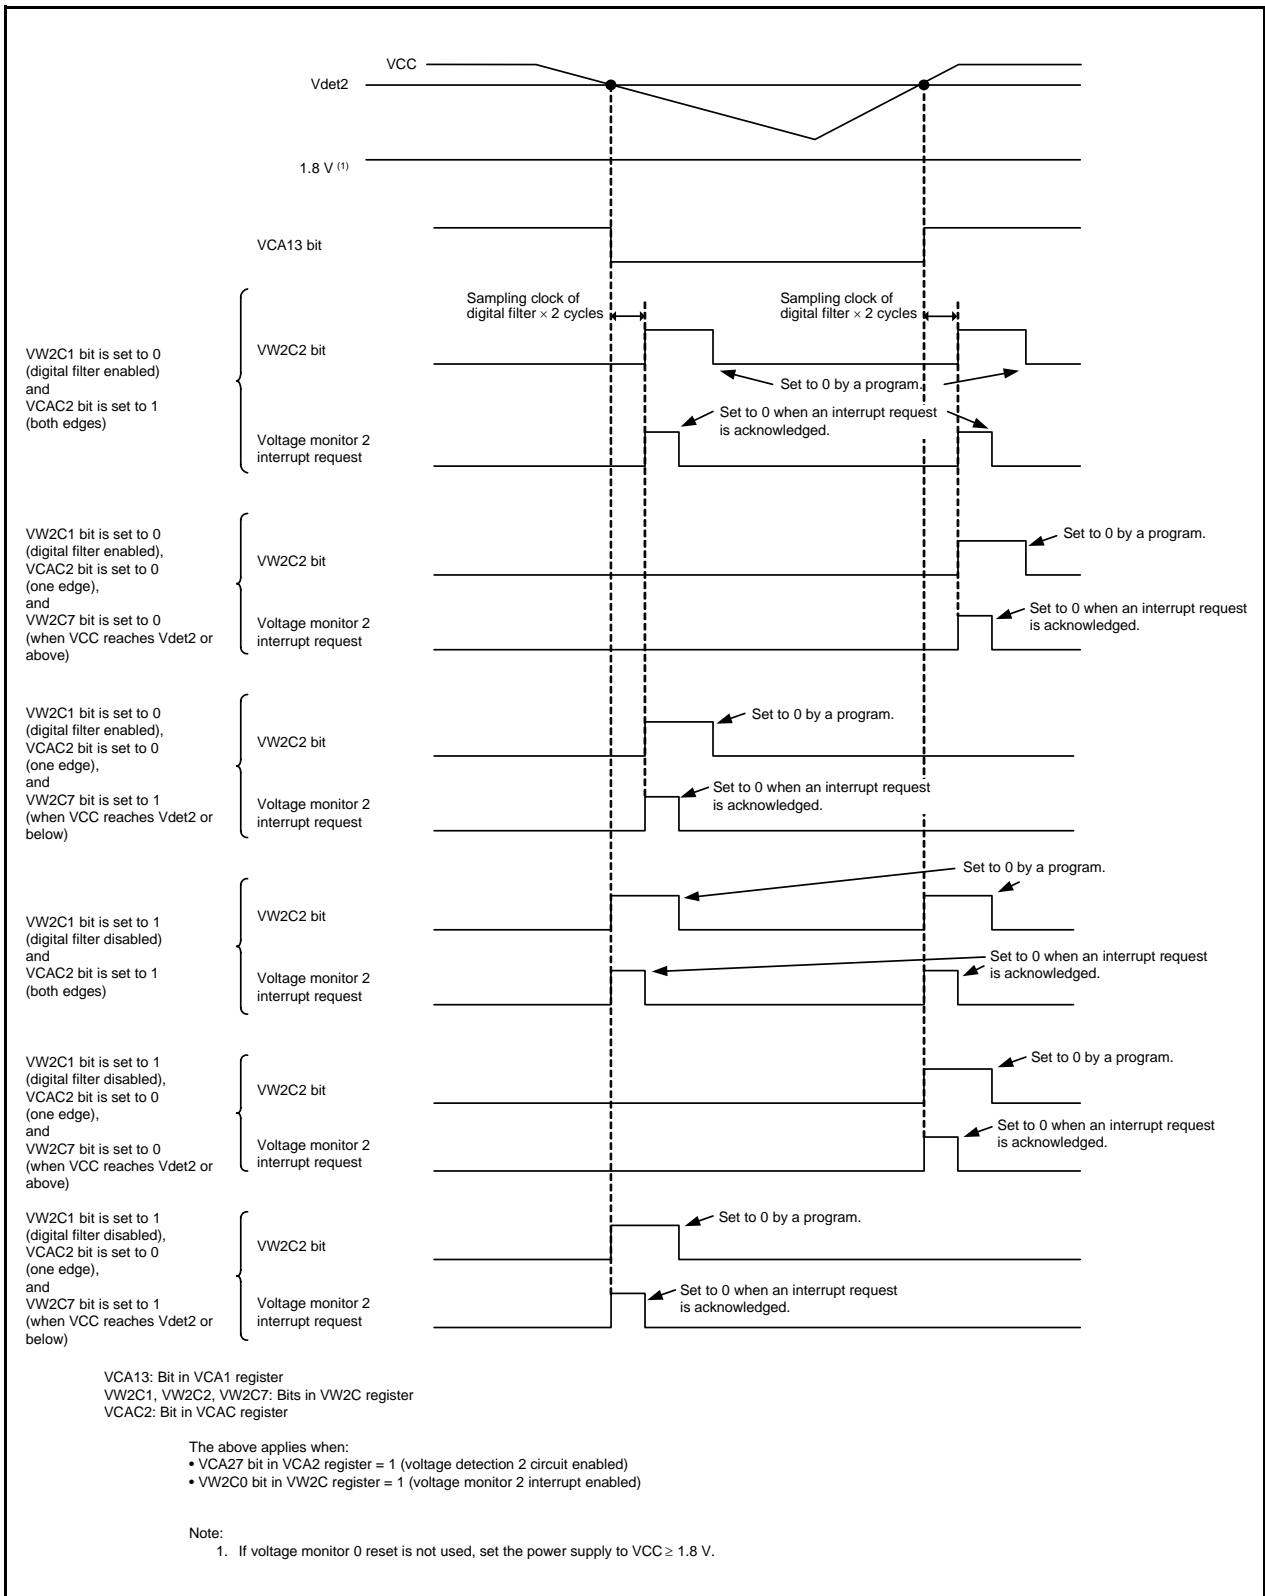 VCC
Vdet2
1.8 V (1)
VCA13 bit
Sampling clock of
digital filter × 2 cycles
Sampling clock of
digital filter × 2 cycles
VW2C1 bit is set to 0
(digital filter enabled)
and
VCAC2 bit is set to 1
(both edges)
VW2C2 bit
Set to 0 by a program.
Set to 0 when an interrupt request
is acknowledged.
Voltage monitor 2
interrupt request
VW2C1 bit is set to 0
(digital filter enabled),
VCAC2 bit is set to 0
(one edge),
and
VW2C7 bit is set to 0
(when VCC reaches Vdet2 or
above)
VW2C2 bit
Set to 0 by a program.
Voltage monitor 2
interrupt request
Set to 0 when an interrupt request
is acknowledged.
VW2C1 bit is set to 0
(digital filter enabled),
VCAC2 bit is set to 0
(one edge),
and
VW2C7 bit is set to 1
(when VCC reaches Vdet2 or
below)
VW2C2 bit
Set to 0 by a program.
Voltage monitor 2
interrupt request
Set to 0 when an interrupt request
is acknowledged.
VW2C1 bit is set to 1
(digital filter disabled)
and
VCAC2 bit is set to 1
(both edges)
VW2C2 bit
Set to 0 by a program.
Voltage monitor 2
interrupt request
Set to 0 when an interrupt request
is acknowledged.
VW2C1 bit is set to 1
(digital filter disabled),
VCAC2 bit is set to 0
(one edge),
and
VW2C7 bit is set to 0
(when VCC reaches Vdet2 or
above)
VW2C2 bit
Set to 0 by a program.
Voltage monitor 2
interrupt request
Set to 0 when an interrupt request
is acknowledged.
VW2C1 bit is set to 1
(digital filter disabled),
VCAC2 bit is set to 0
(one edge),
and
VW2C7 bit is set to 1
(when VCC reaches Vdet2 or
below)
VW2C2 bit
Set to 0 by a program.
Voltage monitor 2
interrupt request
Set to 0 when an interrupt request
is acknowledged.
VCA13: Bit in VCA1 register
VW2C1, VW2C2, VW2C7: Bits in VW2C register
VCAC2: Bit in VCAC register
The above applies when:
• VCA27 bit in VCA2 register = 1 (voltage detection 2 circuit enabled)
• VW2C0 bit in VW2C register = 1 (voltage monitor 2 interrupt enabled)
Note:
1. If voltage monitor 0 reset is not used, set the power supply to VCC ≥ 1.8 V.